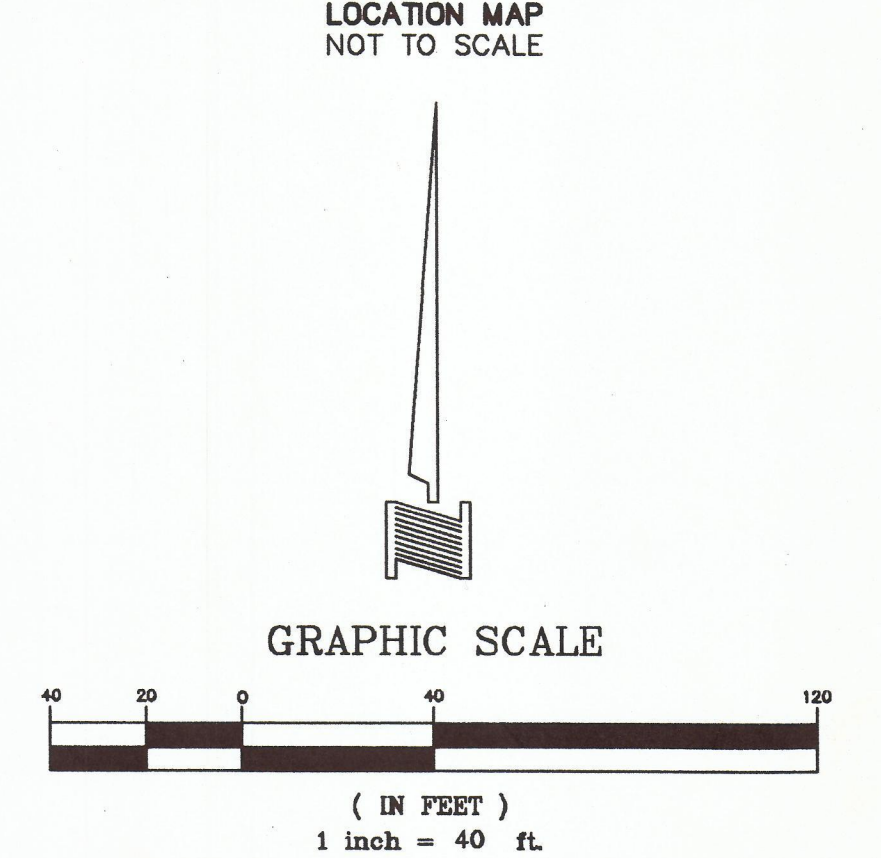 LOCATION MAP
NOT TO SCALE
N
GRAPHIC SCALE
40 20 0 40 120
( IN FEET )
1 inch = 40 ft.